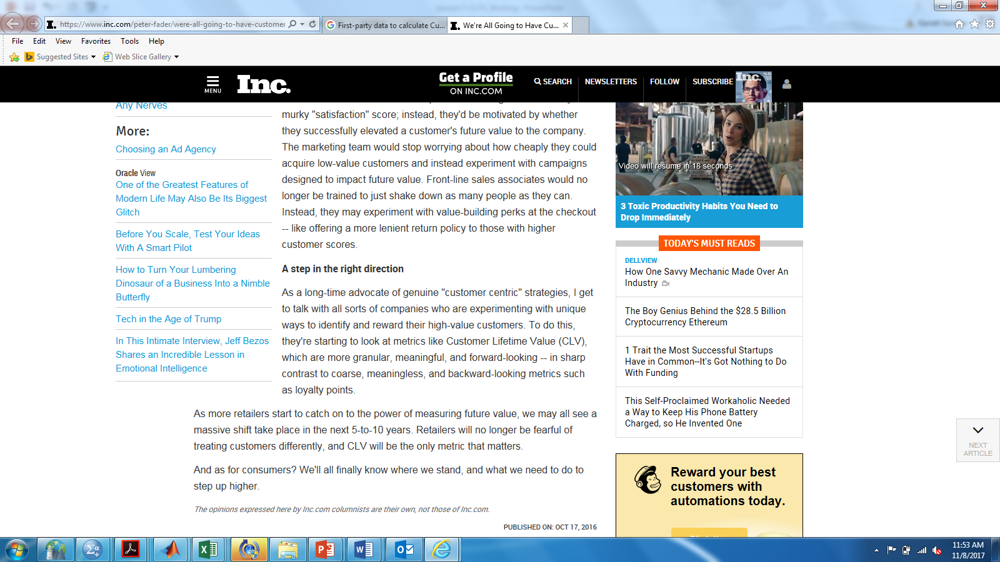 https://www.inc.com/peter-fader/were-all-going-to-have-customer
First-party data to calculate Cu...
We're All Going to Have Cu...
File Edit View Favorites Tools Help
Suggested Sites
Web Slice Gallery
MENU
Inc.
Get a Profile
ON INC.COM
SEARCH
NEWSLETTERS
FOLLOW
SUBSCRIBE
Inc.
Any Nerves
More:
Choosing an Ad Agency
Oracle View
One of the Greatest Features of
Modern Life May Also Be Its Biggest
Glitch
Before You Scale, Test Your Ideas
With A Smart Pilot
How to Turn Your Lumbering
Dinosaur of a Business Into a Nimble
Butterfly
Tech in the Age of Trump
In This Intimate Interview, Jeff Bezos
Shares an Incredible Lesson in
Emotional Intelligence
murky "satisfaction" score; instead, they'd be motivated by whether
they successfully elevated a customer's future value to the company.
The marketing team would stop worrying about how cheaply they could
acquire low-value customers and instead experiment with campaigns
designed to impact future value. Front-line sales associates would no
longer be trained to just shake down as many people as they can.
Instead, they may experiment with value-building perks at the checkout
-- like offering a more lenient return policy to those with higher
customer scores.
A step in the right direction
As a long-time advocate of genuine "customer centric" strategies, I get
to talk with all sorts of companies who are experimenting with unique
ways to identify and reward their high-value customers. To do this,
they're starting to look at metrics like Customer Lifetime Value (CLV),
which are more granular, meaningful, and forward-looking -- in sharp
contrast to coarse, meaningless, and backward-looking metrics such
as loyalty points.
As more retailers start to catch on to the power of measuring future value, we may all see a
massive shift take place in the next 5-to-10 years. Retailers will no longer be fearful of
treating customers differently, and CLV will be the only metric that matters.
And as for consumers? We'll all finally know where we stand, and what we need to do to
step up higher.
The opinions expressed here by Inc.com columnists are their own, not those of Inc.com.
PUBLISHED ON: OCT 17, 2016
Video will resume in 18 seconds
3 Toxic Productivity Habits You Need to
Drop Immediately
TODAY'S MUST READS
DELLVIEW
How One Savvy Mechanic Made Over An
Industry
The Boy Genius Behind the $28.5 Billion
Cryptocurrency Ethereum
1 Trait the Most Successful Startups
Have in Common--It's Got Nothing to Do
With Funding
This Self-Proclaimed Workaholic Needed
a Way to Keep His Phone Battery
Charged, so He Invented One
Reward your best
customers with
automations today.
NEXT
ARTICLE
11:53 AM
11/8/2017